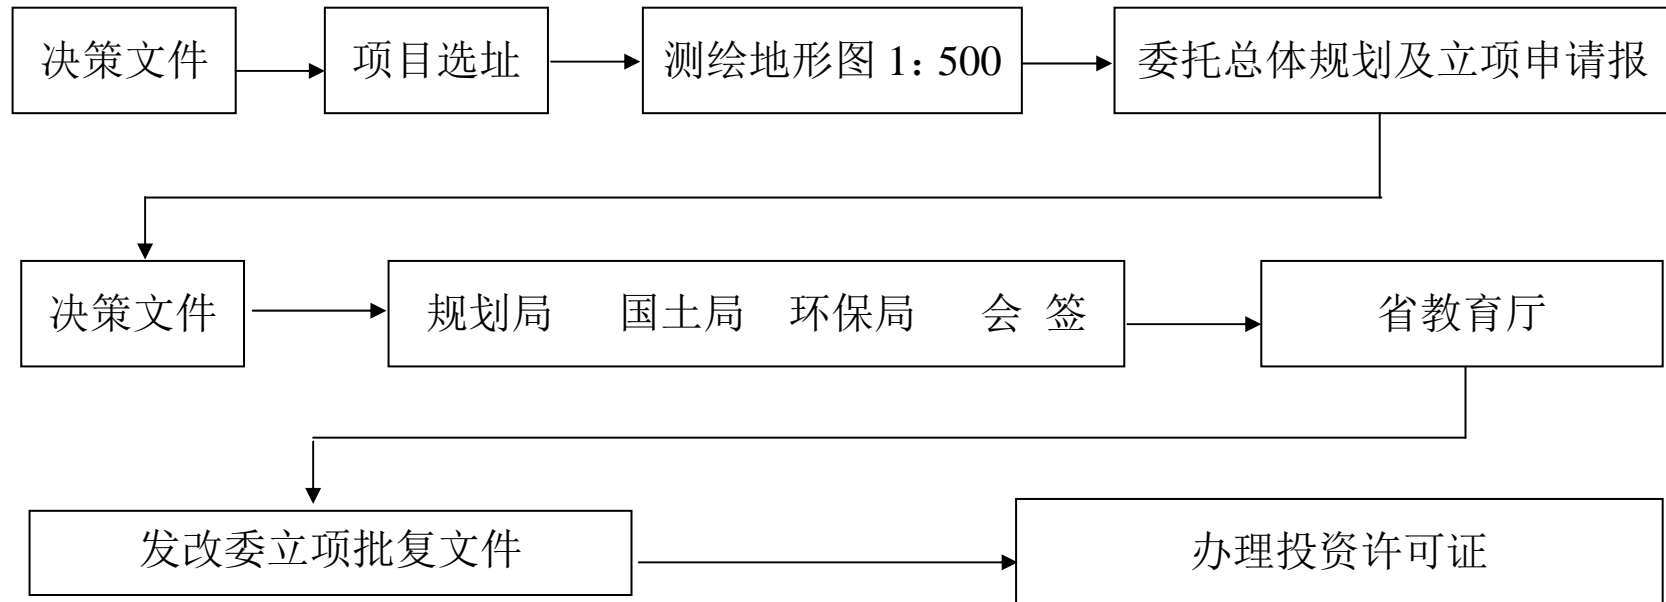 决策文件
项目选址
测绘地形图 1：500
委托总体规划及立项申请报
决策文件
规划局 国土局 环保局 会 签
省教育厅
发改委立项批复文件
办理投资许可证